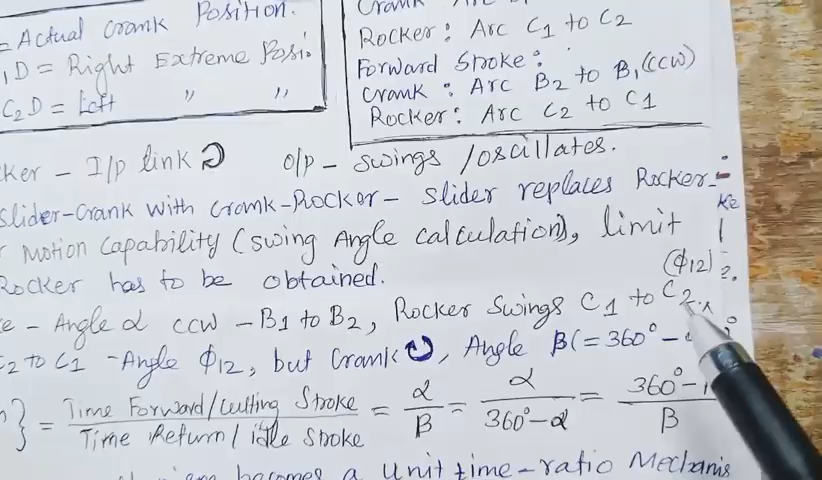 = Actual Crank Position.
1D = Right Extreme Posi
C2D = Left " "
Crank
Rocker: Arc C1 to C2
Forward Stroke:
Crank: Arc B2 to B1 (CCW)
Rocker: Arc C2 to C1
cker - I/p link O/p - swings /oscillates.
Slider-Crank with Crank-Rocker - slider replaces Rocker-
Motion Capability (Swing Angle calculation), limit
Rocker has to be obtained.
(Φ12)
- Angle α CCW - B1 to B2, Rocker Swings C1 to C2
C2 to C1 - Angle Φ12, but Crank , Angle β(= 360° -
} = Time Forward/Cutting Stroke / Time Return/idle Stroke = α/β = α/360°-α = 360°- /β
becomes a Unit time-ratio Mechanis